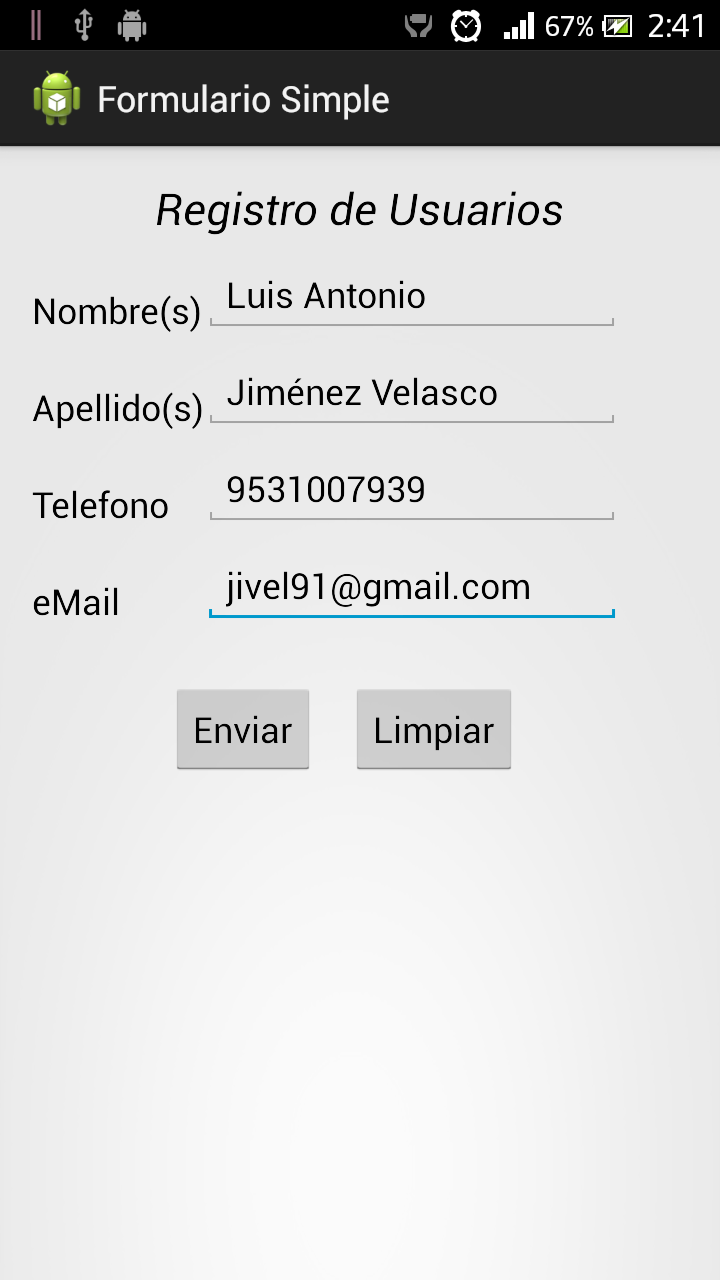 67% 2:41
Formulario Simple
Registro de Usuarios
Nombre(s) Luis Antonio
Apellido(s) Jiménez Velasco
Telefono 9531007939
eMail jivel91@gmail.com
Enviar Limpiar